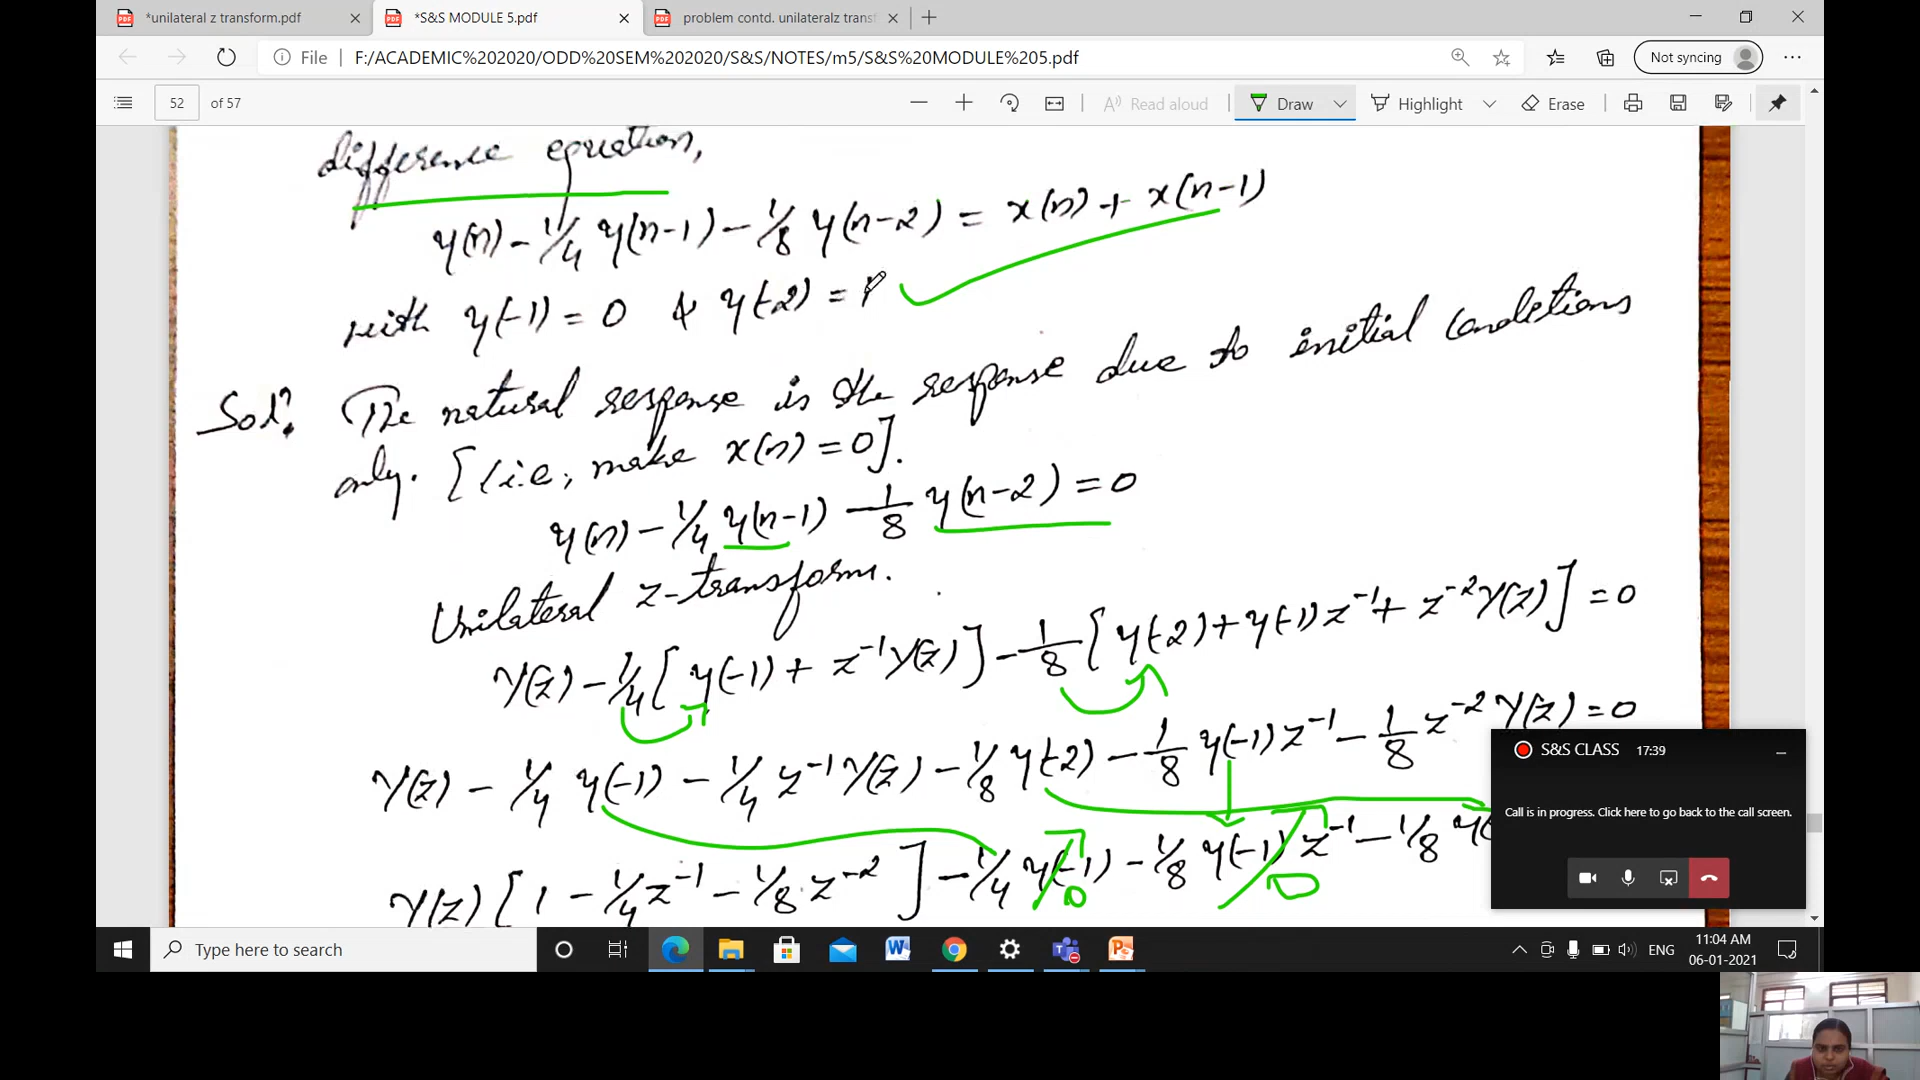 *unilateral z transform.pdf
*S&S MODULE 5.pdf
problem contd. unilateralz transf
File F:/ACADEMIC%202020/ODD%20SEM%202020/S&S/NOTES/m5/S&S%20MODULE%205.pdf
Not syncing
52 of 57
Read aloud
Draw
Highlight
Erase
difference equation,
y(n) - 1/4 y(n-1) - 1/8 y(n-2) = x(n) + x(n-1)
with y(-1) = 0 & y(-2) = 1
Sol: The natural response is the response due to initial conditions
only. [(i.e, make x(n) = 0].
y(n) - 1/4 y(n-1) - 1/8 y(n-2) = 0
Unilateral z-transform.
Y(z) - 1/4 [y(-1) + z⁻¹Y(z)] - 1/8 [y(-2) + y(-1)z⁻¹ + z⁻²Y(z)] = 0
Y(z) - 1/4 y(-1) - 1/4 z⁻¹Y(z) - 1/8 y(-2) - 1/8 y(-1)z⁻¹ - 1/8 z⁻²Y(z) = 0
Y(z) [1 - 1/4 z⁻¹ - 1/8 z⁻²] - 1/4 y(-1) - 1/8 y(-1) z⁻¹ - 1/8 y(
0 0
S&S CLASS 17:39
Call is in progress. Click here to go back to the call screen.
Type here to search
ENG
11:04 AM
06-01-2021